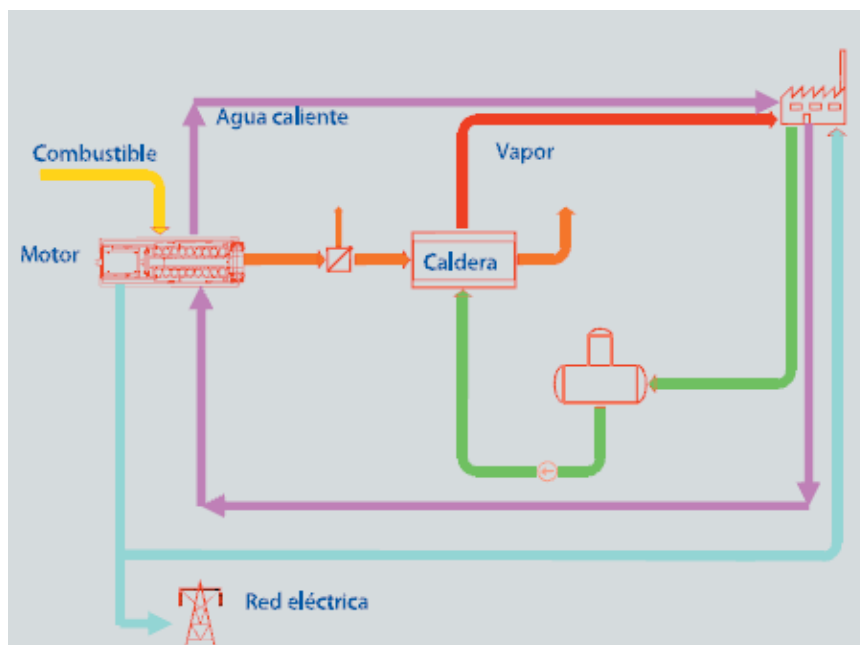 Agua caliente
Combustible
Vapor
Motor
Caldera
Red eléctrica